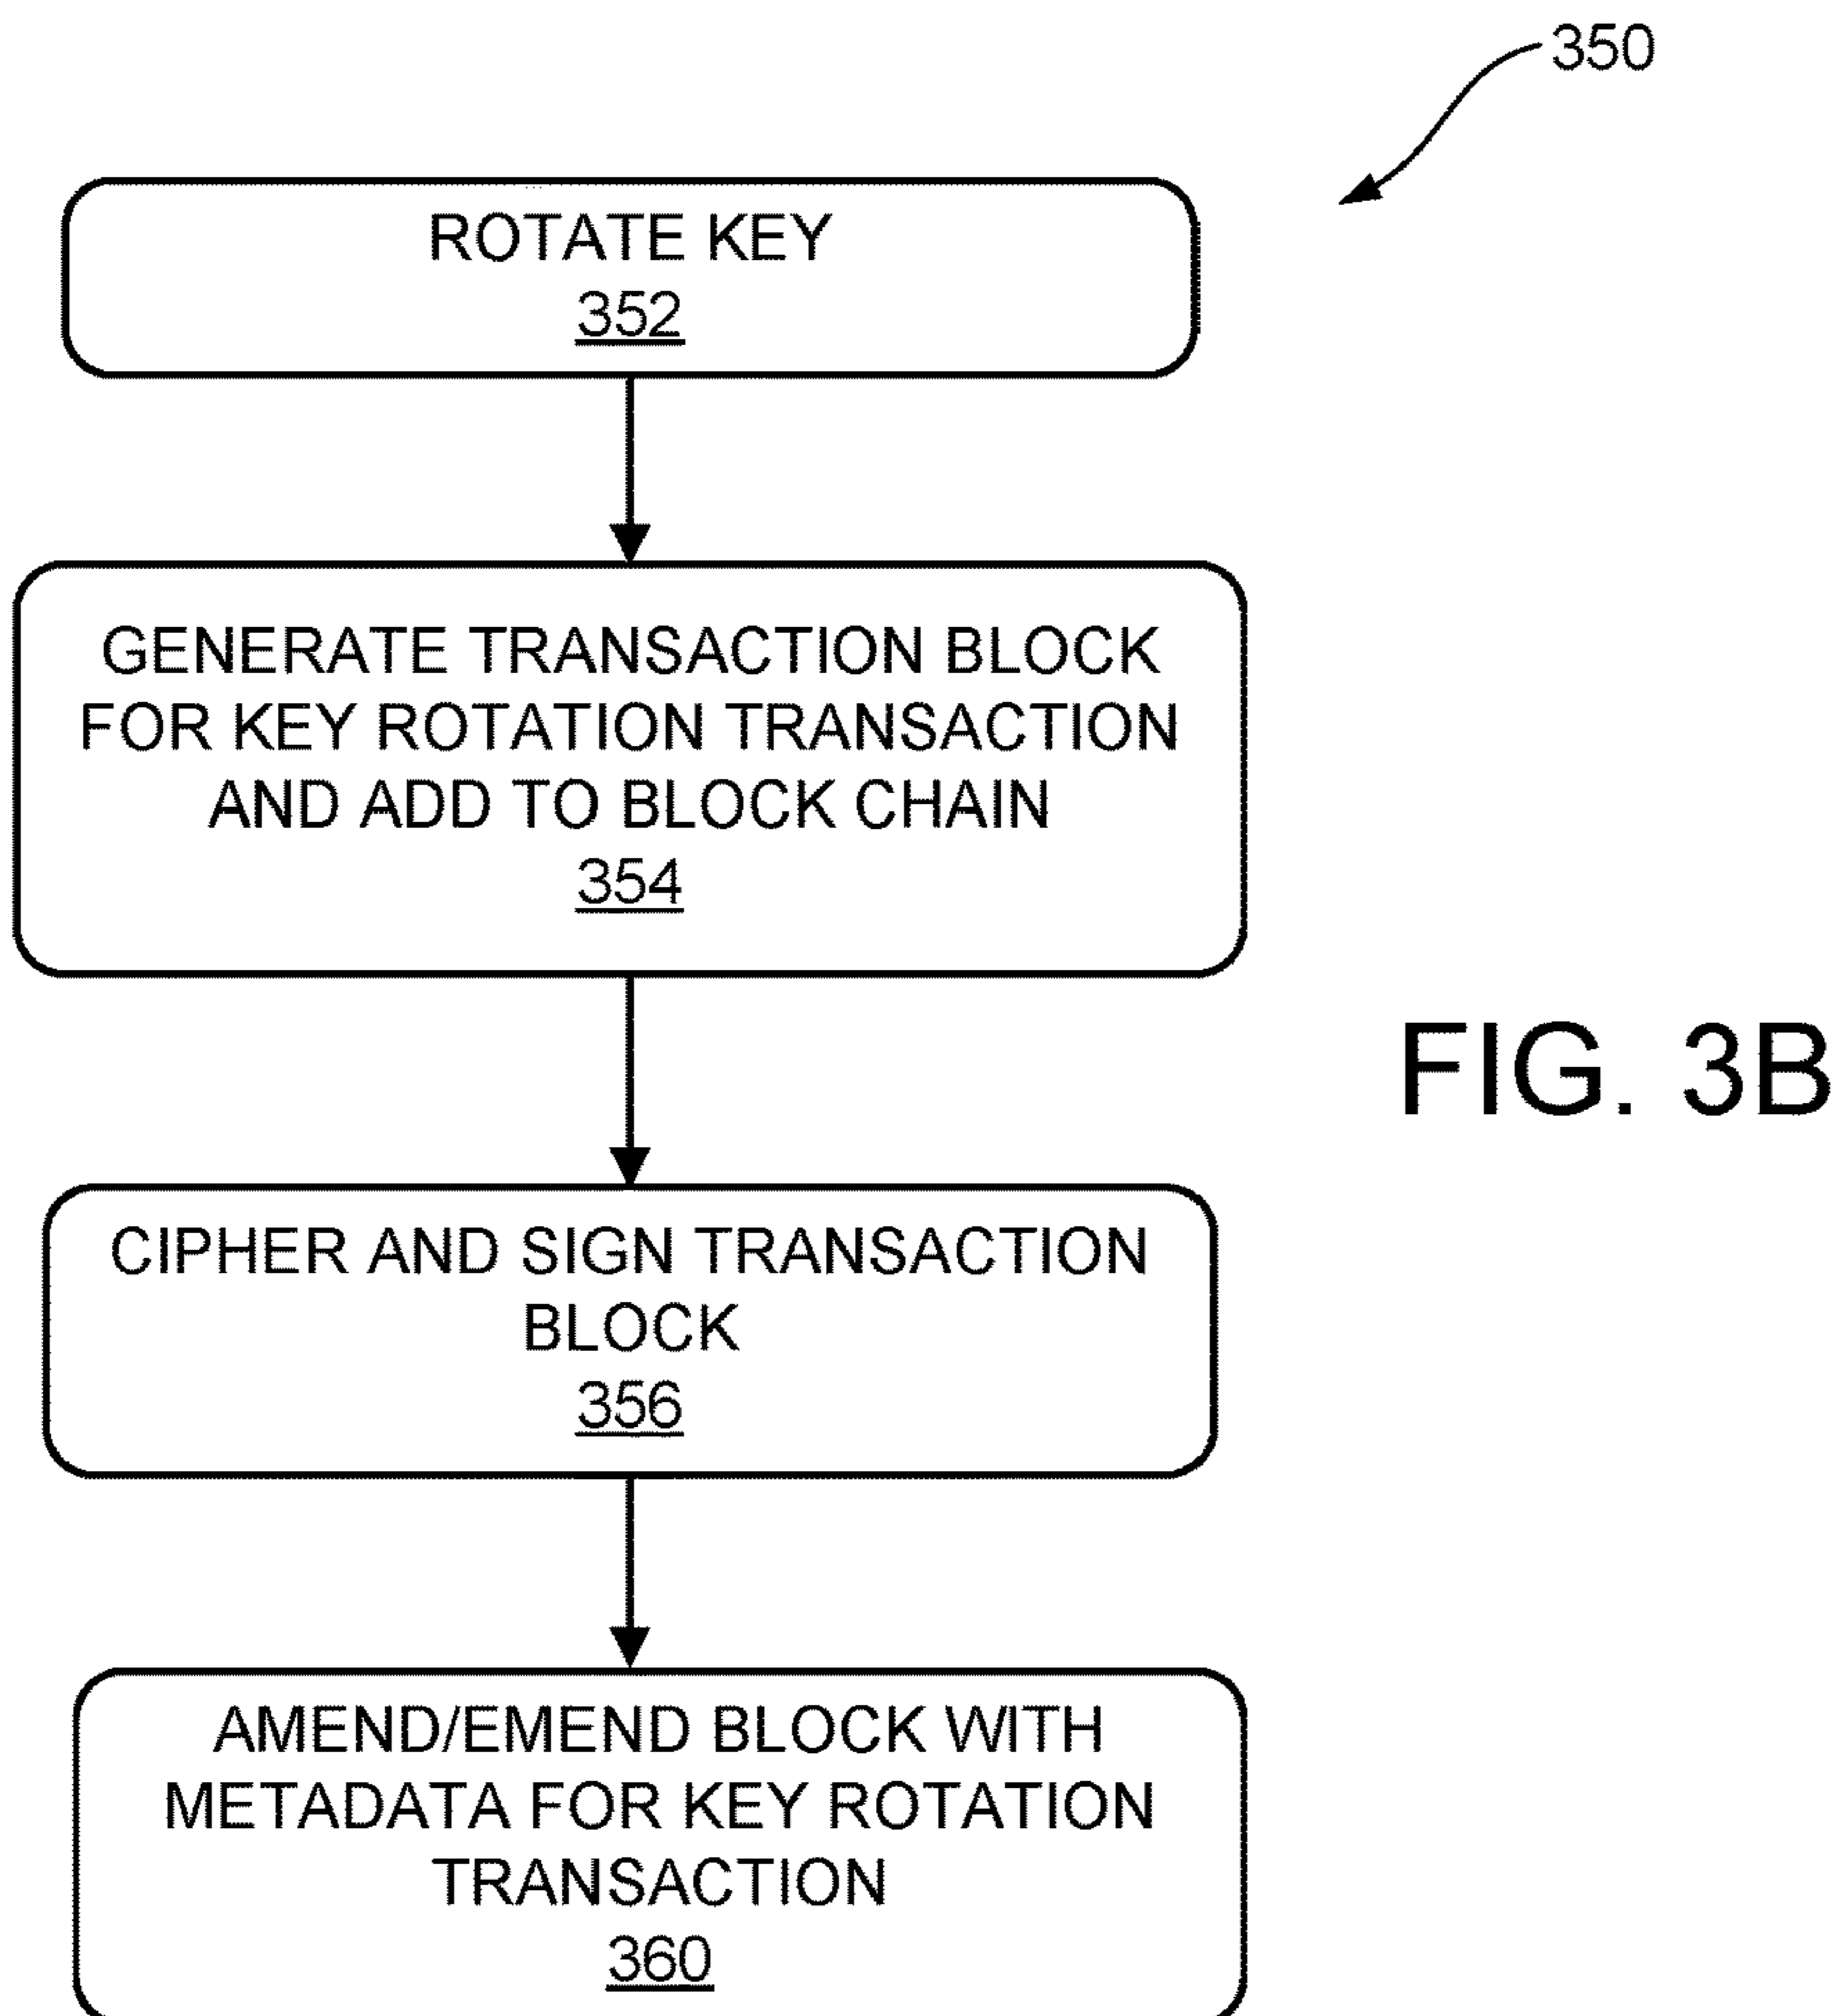 350
ROTATE KEY
352
GENERATE TRANSACTION BLOCK
FOR KEY ROTATION TRANSACTION
AND ADD TO BLOCK CHAIN
354
FIG. 3B
CIPHER AND SIGN TRANSACTION
BLOCK
356
AMEND/EMEND BLOCK WITH
METADATA FOR KEY ROTATION
TRANSACTION
360